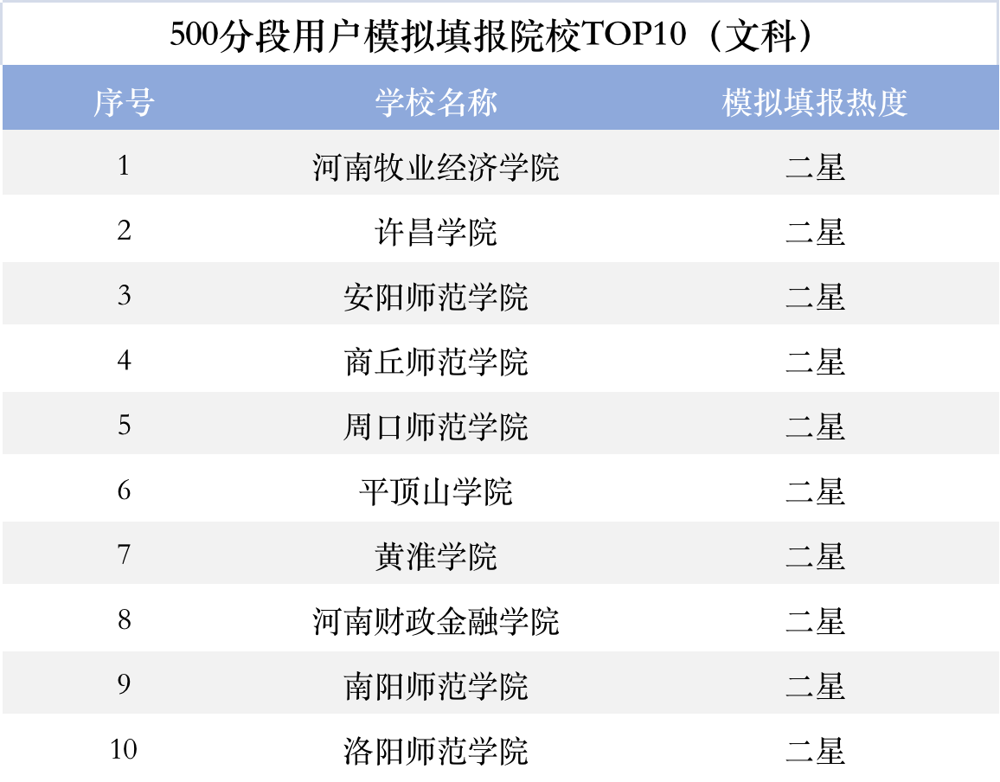 500分段用户模拟填报院校TOP10（文科）
序号 学校名称 模拟填报热度
1 河南牧业经济学院 二星
2 许昌学院 二星
3 安阳师范学院 二星
4 商丘师范学院 二星
5 周口师范学院 二星
6 平顶山学院 二星
7 黄淮学院 二星
8 河南财政金融学院 二星
9 南阳师范学院 二星
10 洛阳师范学院 二星